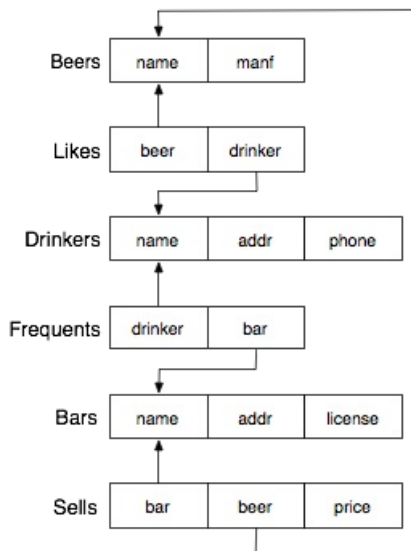 Beers name manf
Likes beer drinker
Drinkers name addr phone
Frequents drinker bar
Bars name addr license
Sells bar beer price